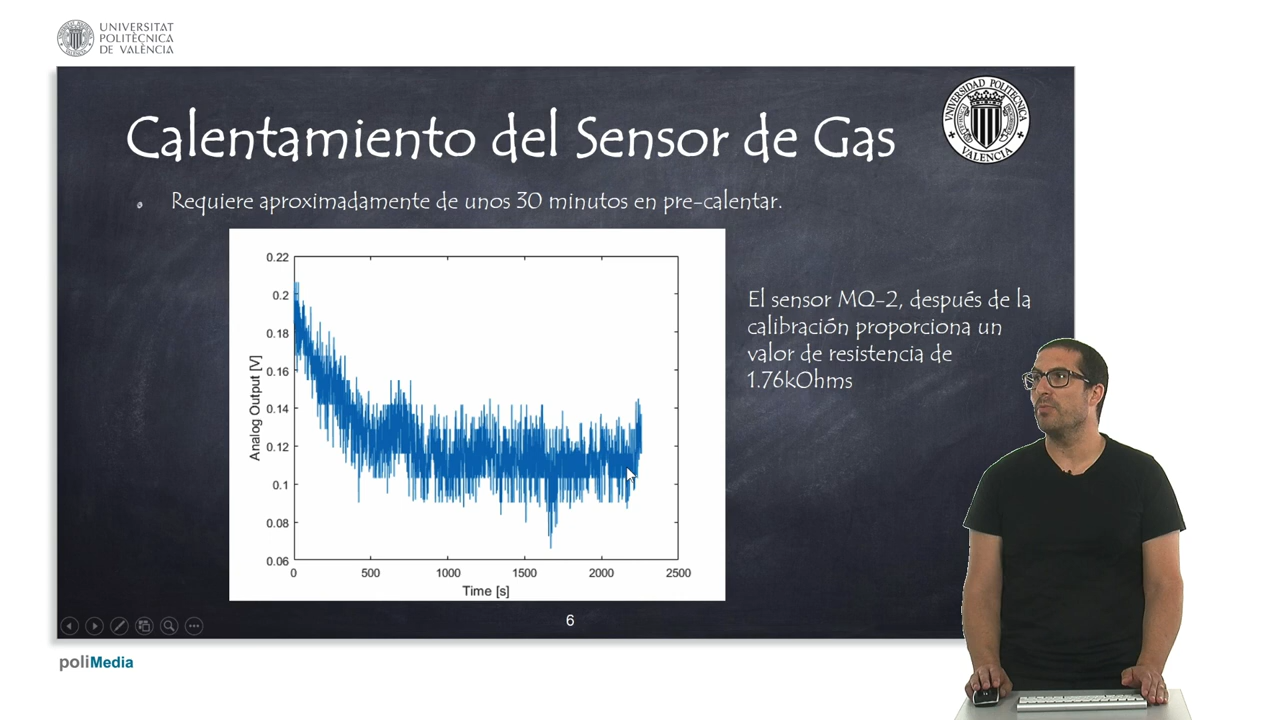 UNIVERSITAT
POLITÈCNICA
DE VALÈNCIA
Calentamiento del Sensor de Gas
UNIVERSIDAD POLITECNICA
VALENCIA
Requiere aproximadamente de unos 30 minutos en pre-calentar.
0.22
0.2
0.18
0.16
0.14
0.12
0.1
0.08
0.06
Analog Output [V]
0 500 1000 1500 2000 2500
Time [s]
El sensor MQ-2, después de la
calibración proporciona un
valor de resistencia de
1.76kOhms
6
poliMedia